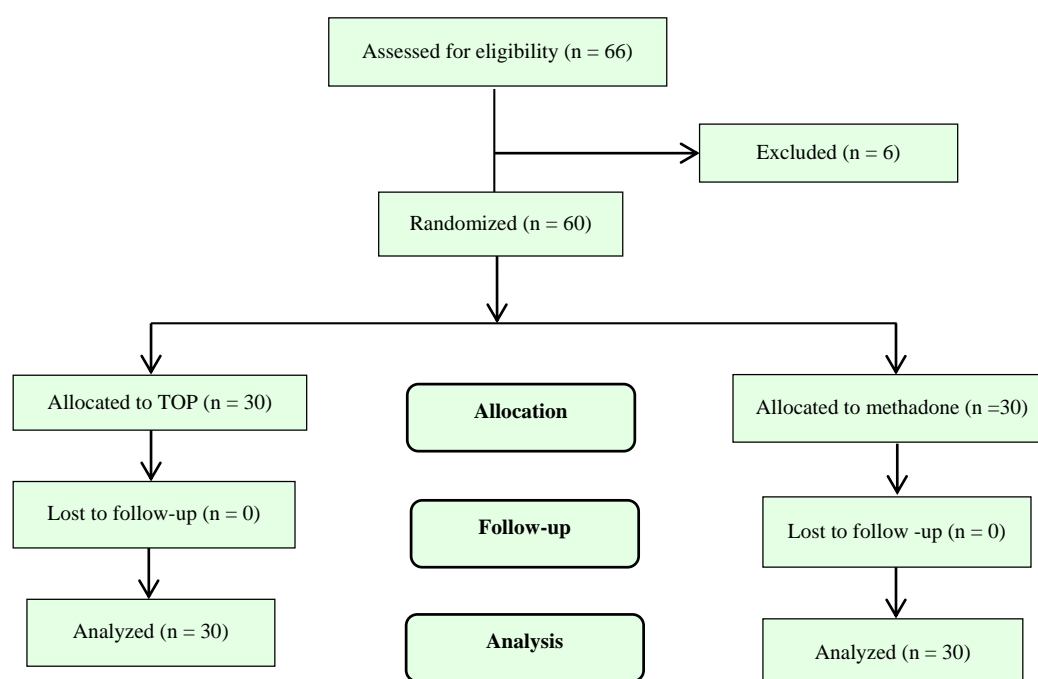 Assessed for eligibility (n = 66)
Excluded (n = 6)
Randomized (n = 60)
Allocated to TOP (n = 30)
Allocation
Allocated to methadone (n =30)
Lost to follow-up (n = 0)
Follow-up
Lost to follow -up (n = 0)
Analyzed (n = 30)
Analysis
Analyzed (n = 30)